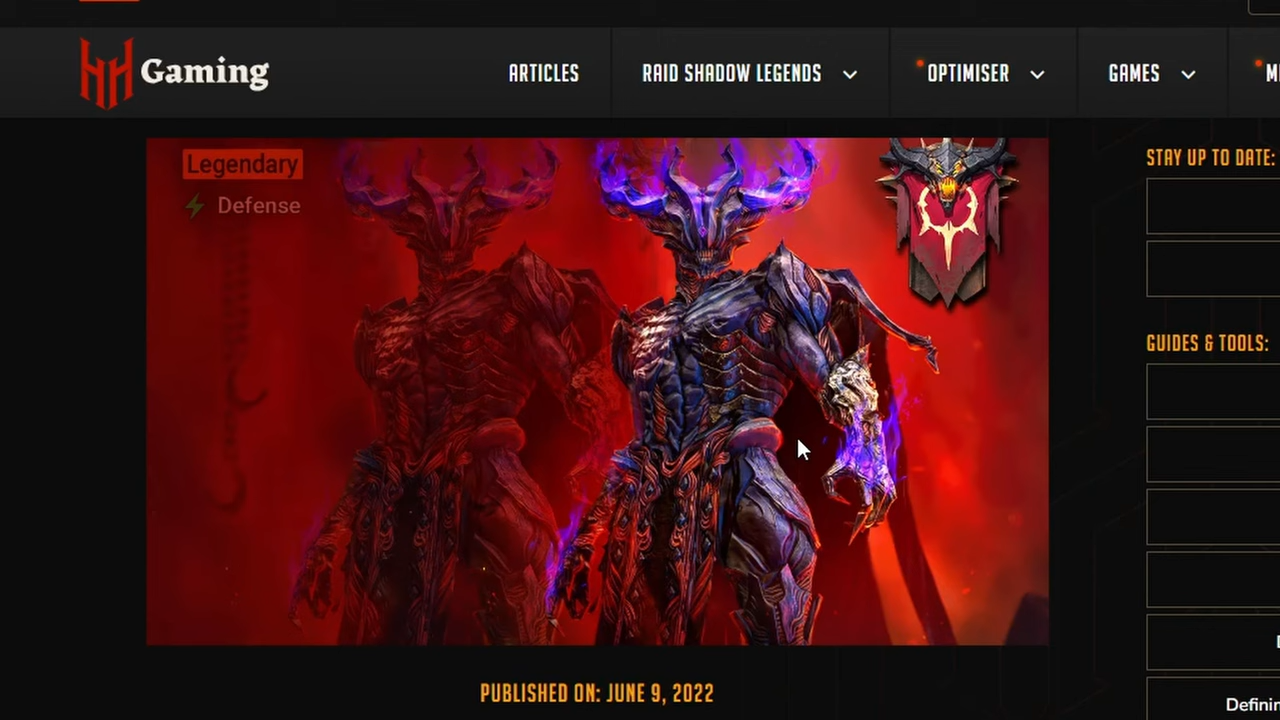 Gaming
ARTICLES
RAID SHADOW LEGENDS
OPTIMISER
GAMES
Legendary
Defense
STAY UP TO DATE:
GUIDES & TOOLS:
PUBLISHED ON: JUNE 9, 2022